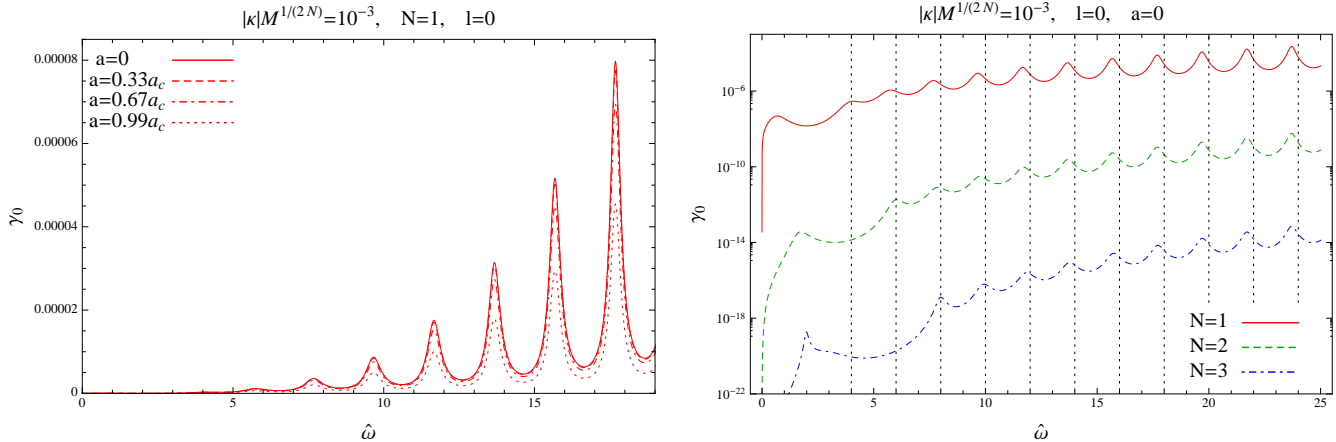 |κ|M^{1/(2 N)}=10^{-3}, N=1, l=0
a=0
a=0.33a_c
a=0.67a_c
a=0.99a_c
γ_0
0.00008
0.00006
0.00004
0.00002
0
0 5 10 15
ω̂
|κ|M^{1/(2 N)}=10^{-3}, l=0, a=0
γ_0
10^{-6}
10^{-10}
10^{-14}
10^{-18}
10^{-22}
N=1
N=2
N=3
0 5 10 15 20 25
ω̂